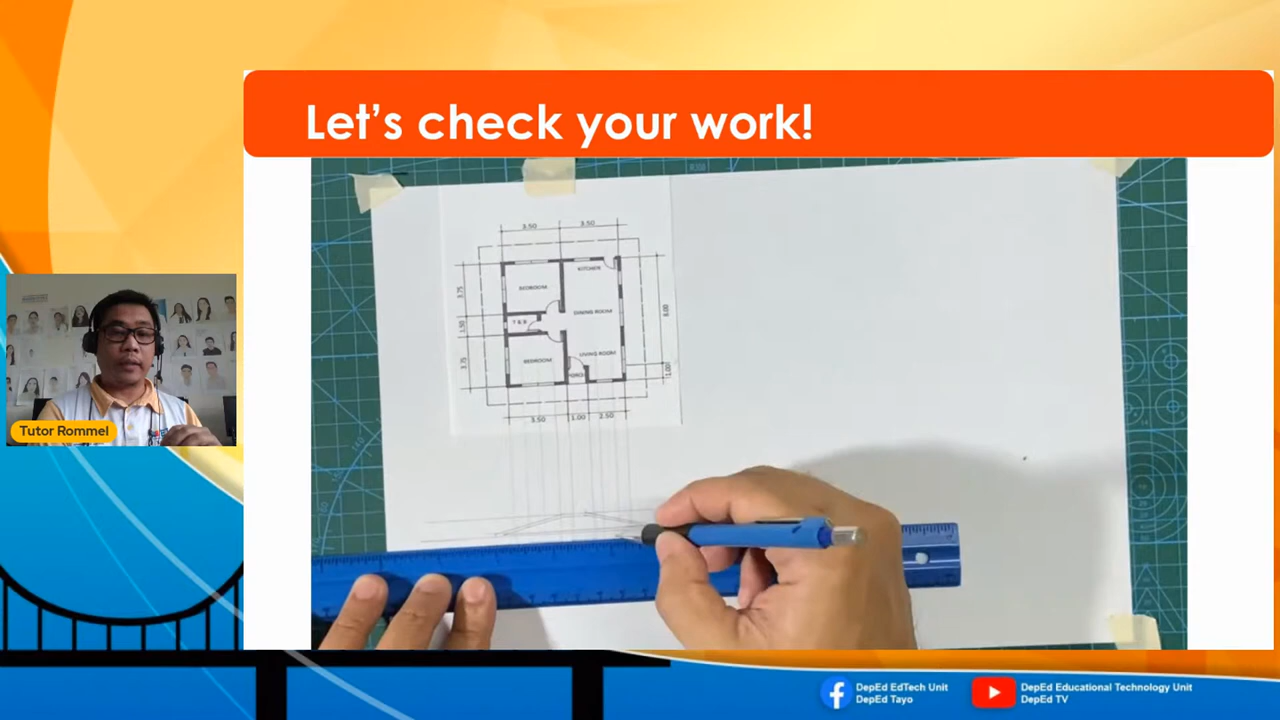 Let's check your work!
3.50
3.50
KITCHEN
BEDROOM
3.75
DINING ROOM
8.00
T & B
1.50
BEDROOM
LIVING ROOM
3.75
1.00
3.50
1.00
2.50
Tutor Rommel
DepEd EdTech Unit
DepEd Tayo
DepEd Educational Technology Unit
DepEd TV